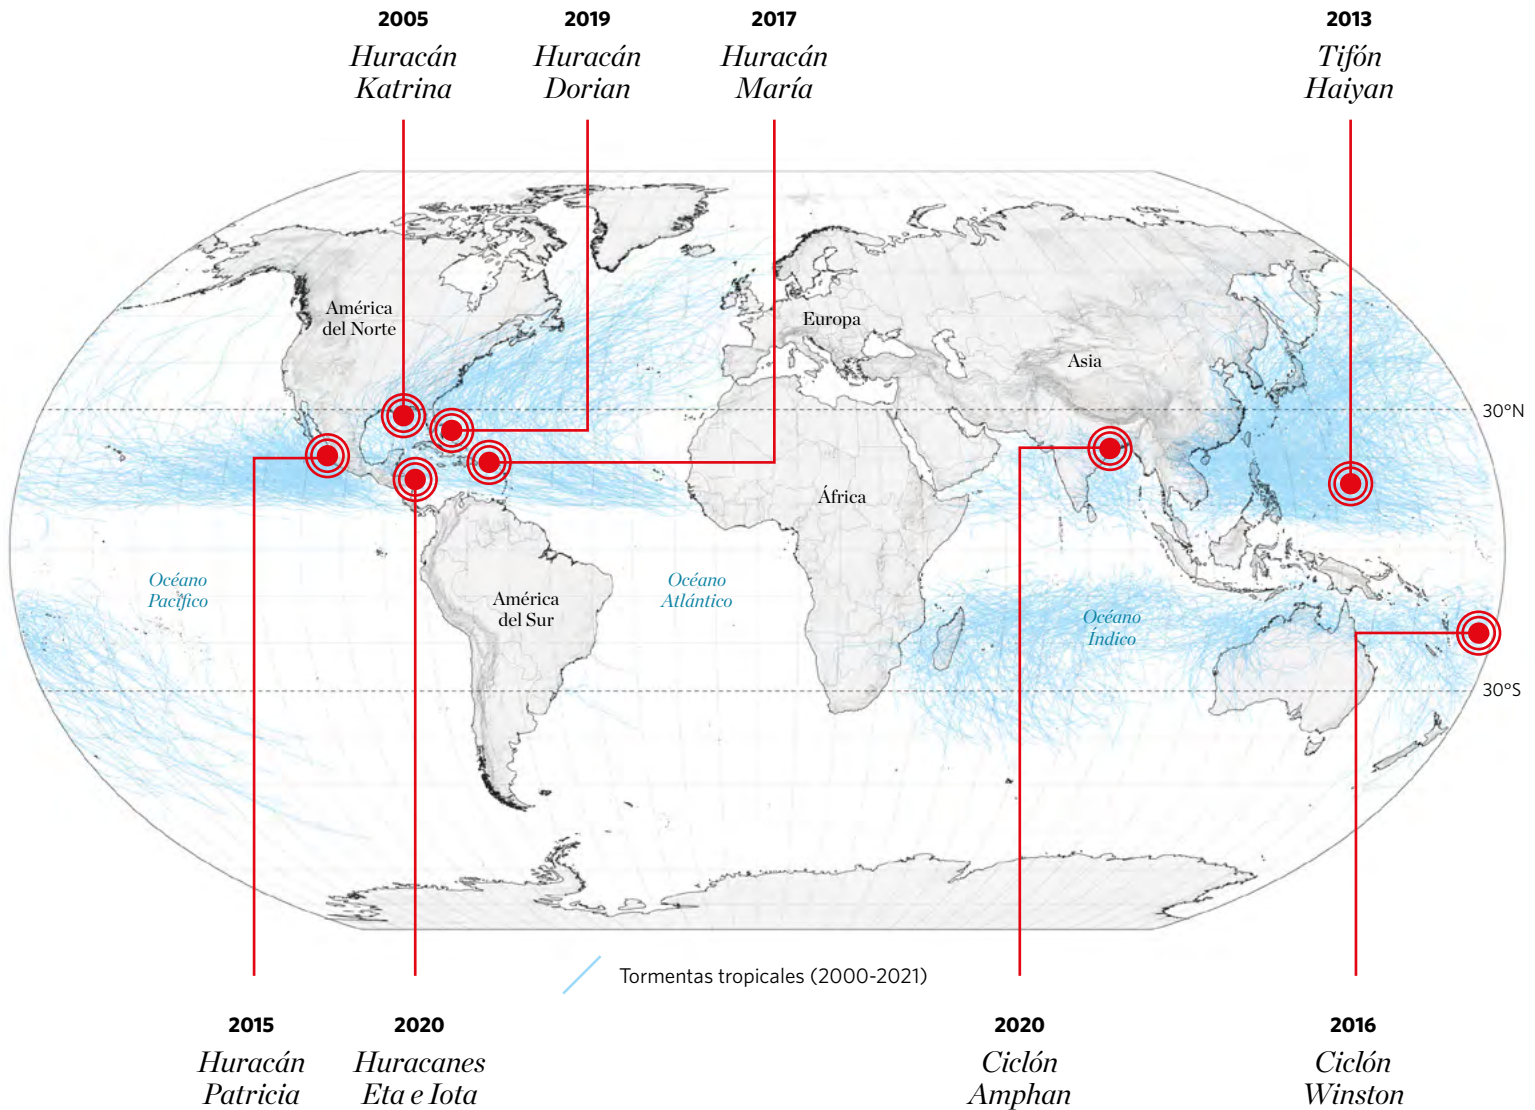 2005
Huracán
Katrina
2019
Huracán
Dorian
2017
Huracán
María
2013
Tifón
Haiyan
América
del Norte
Europa
Asia
30°N
África
Océano
Pacífico
América
del Sur
Océano
Atlántico
Océano
Índico
30°S
Tormentas tropicales (2000-2021)
2015
Huracán
Patricia
2020
Huracanes
Eta e Iota
2020
Ciclón
Amphan
2016
Ciclón
Winston